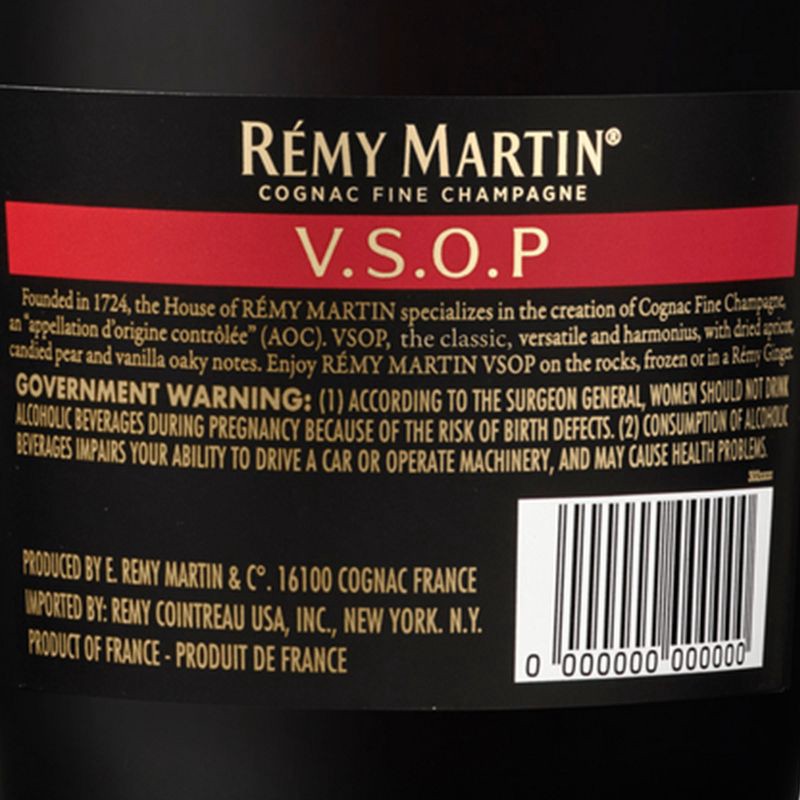 RÉMY MARTIN®
COGNAC FINE CHAMPAGNE
V.S.O.P
Founded in 1724, the House of RÉMY MARTIN specializes in the creation of Cognac Fine Champagne,
an "appellation d'origine contrôlée" (AOC). VSOP, the classic, versatile and harmonius, with dried apricot,
candied pear and vanilla oaky notes. Enjoy RÉMY MARTIN VSOP on the rocks, frozen or in a Rémy Ginger.
GOVERNMENT WARNING: (1) ACCORDING TO THE SURGEON GENERAL, WOMEN SHOULD NOT DRINK
ALCOHOLIC BEVERAGES DURING PREGNANCY BECAUSE OF THE RISK OF BIRTH DEFECTS. (2) CONSUMPTION OF ALCOHOLIC
BEVERAGES IMPAIRS YOUR ABILITY TO DRIVE A CAR OR OPERATE MACHINERY, AND MAY CAUSE HEALTH PROBLEMS.
PRODUCED BY E. REMY MARTIN & C°. 16100 COGNAC FRANCE
IMPORTED BY: REMY COINTREAU USA, INC., NEW YORK. N.Y.
PRODUCT OF FRANCE - PRODUIT DE FRANCE
0 000000 000000